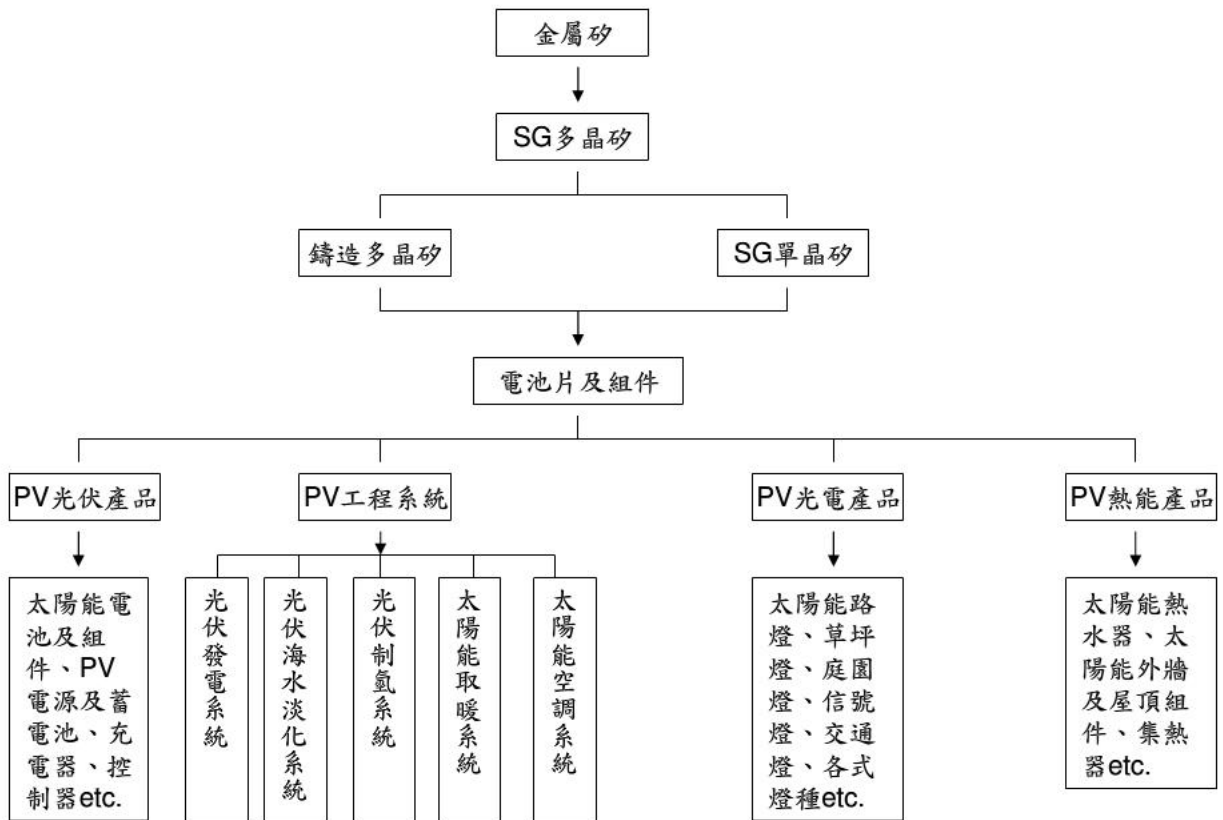 金屬矽
SG多晶矽
鑄造多晶矽
SG單晶矽
電池片及組件
PV光伏產品
PV工程系統
PV光電產品
PV熱能產品
太陽能電
池及組
件、PV
電源及蓄
電池、充
電器、控
制器etc.
光伏發電系統
光伏海水淡化系統
光伏制氫系統
太陽能取暖系統
太陽能空調系統
太陽能路
燈、草坪
燈、庭園
燈、信號
燈、交通
燈、各式
燈種etc.
太陽能熱
水器、太
陽能外牆
及屋頂組
件、集熱
器etc.